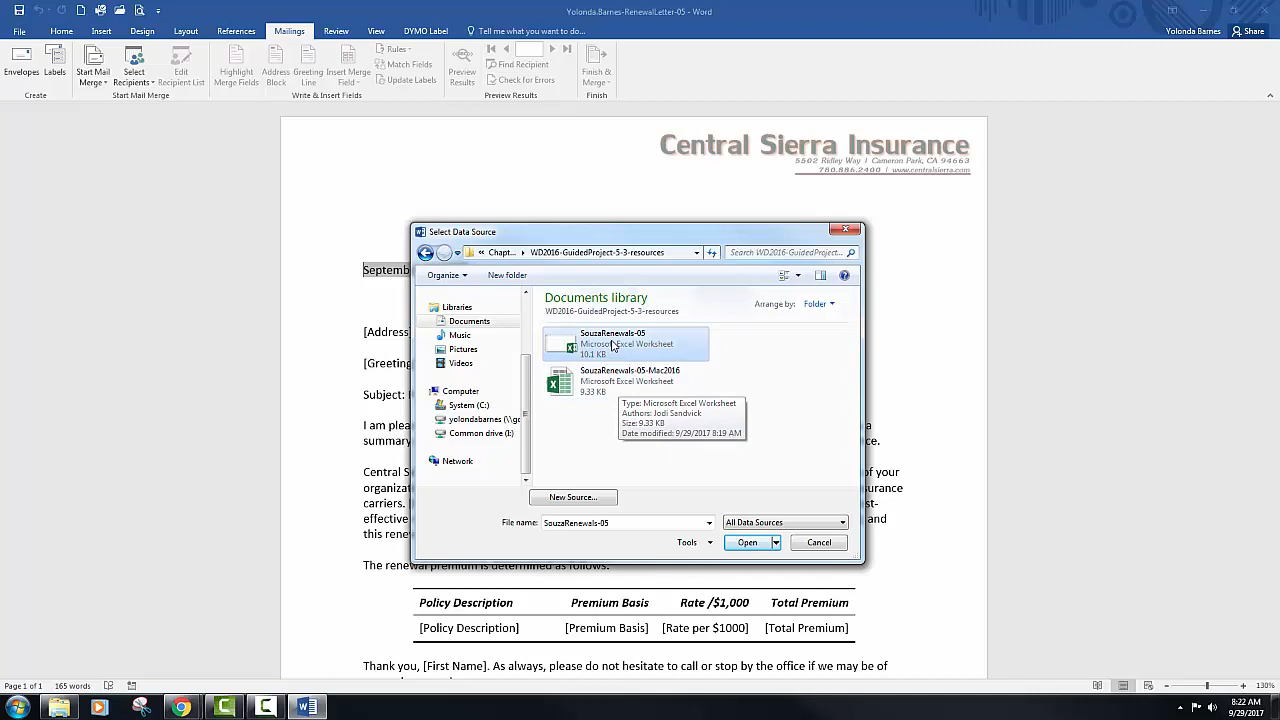 Yolonda.Barnes-RenewalLetter-05 - Word
File Home Insert Design Layout References Mailings Review View DYMO Label Tell me what you want to do... Yolonda Barnes Share
Envelopes Labels
Start Mail Merge Select Recipients Edit Recipient List
Highlight Merge Fields Address Block Greeting Line Insert Merge Field
Rules
Match Fields
Update Labels
Preview Results
Find Recipient
Check for Errors
Finish & Merge
Create Start Mail Merge Write & Insert Fields Preview Results Finish
Central Sierra Insurance
5502 Ridley Way | Cameron Park, CA 94663
780.886.2400 | www.centralsierra.com
Septemb
[Address
[Greeting
Subject:
I am plea
summary
ce.
Central S
of your
organizat
urance
carriers.
st-
effective
and
this renew
The renewal premium is determined as follows:
Policy Description Premium Basis Rate /$1,000 Total Premium
[Policy Description] [Premium Basis] [Rate per $1000] [Total Premium]
Thank you, [First Name]. As always, please do not hesitate to call or stop by the office if we may be of
Select Data Source
« Chapt... WD2016-GuidedProject-5-3-resources Search WD2016-GuidedProject...
Organize New folder
Libraries
Documents
Music
Pictures
Videos
Computer
System (C:)
yolondabarnes (\\g
Common drive (I:)
Network
Documents library
WD2016-GuidedProject-5-3-resources
Arrange by: Folder
SouzaRenewals-05
Microsoft Excel Worksheet
10.1 KB
SouzaRenewals-05-Mac2016
Microsoft Excel Worksheet
9.33 KB
Type: Microsoft Excel Worksheet
Authors: Jodi Sandvick
Size: 9.33 KB
Date modified: 9/29/2017 8:19 AM
New Source...
File name: SouzaRenewals-05 All Data Sources
Tools Open Cancel
Page 1 of 1 165 words 130%
8:22 AM
9/29/2017